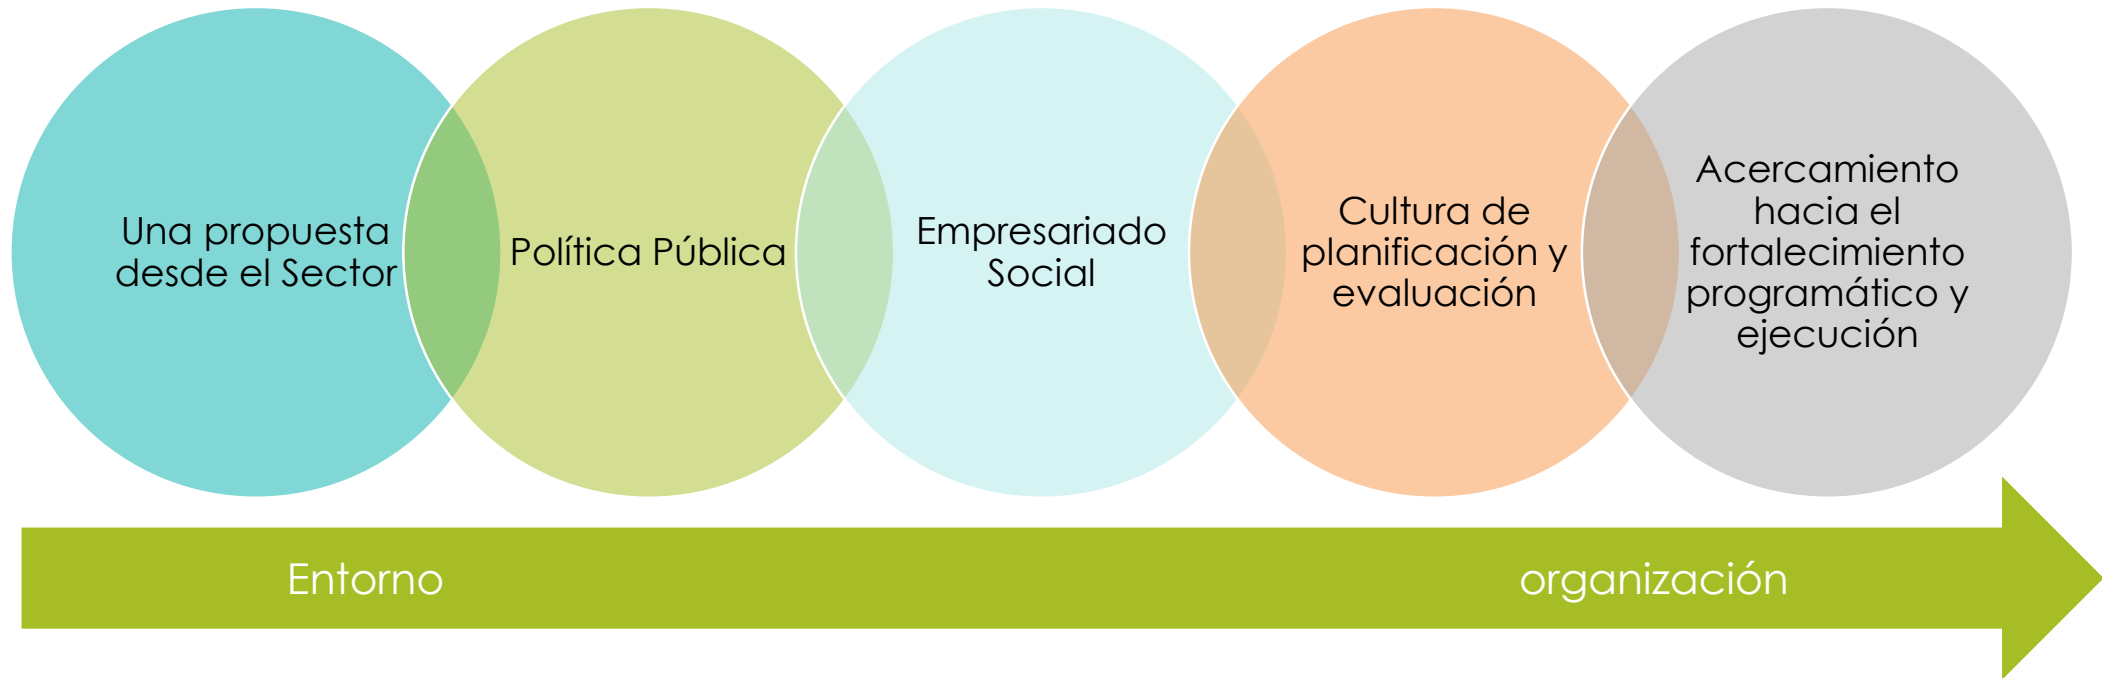 Una propuesta
desde el Sector
Política Pública
Empresariado
Social
Cultura de
planificación y
evaluación
Acercamiento
hacia el
fortalecimiento
programático y
ejecución
Entorno
organización